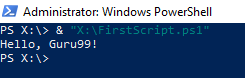 Administrator: Windows PowerShell
PS X:\> & "X:\FirstScript.ps1"
Hello, Guru99!
PS X:\>